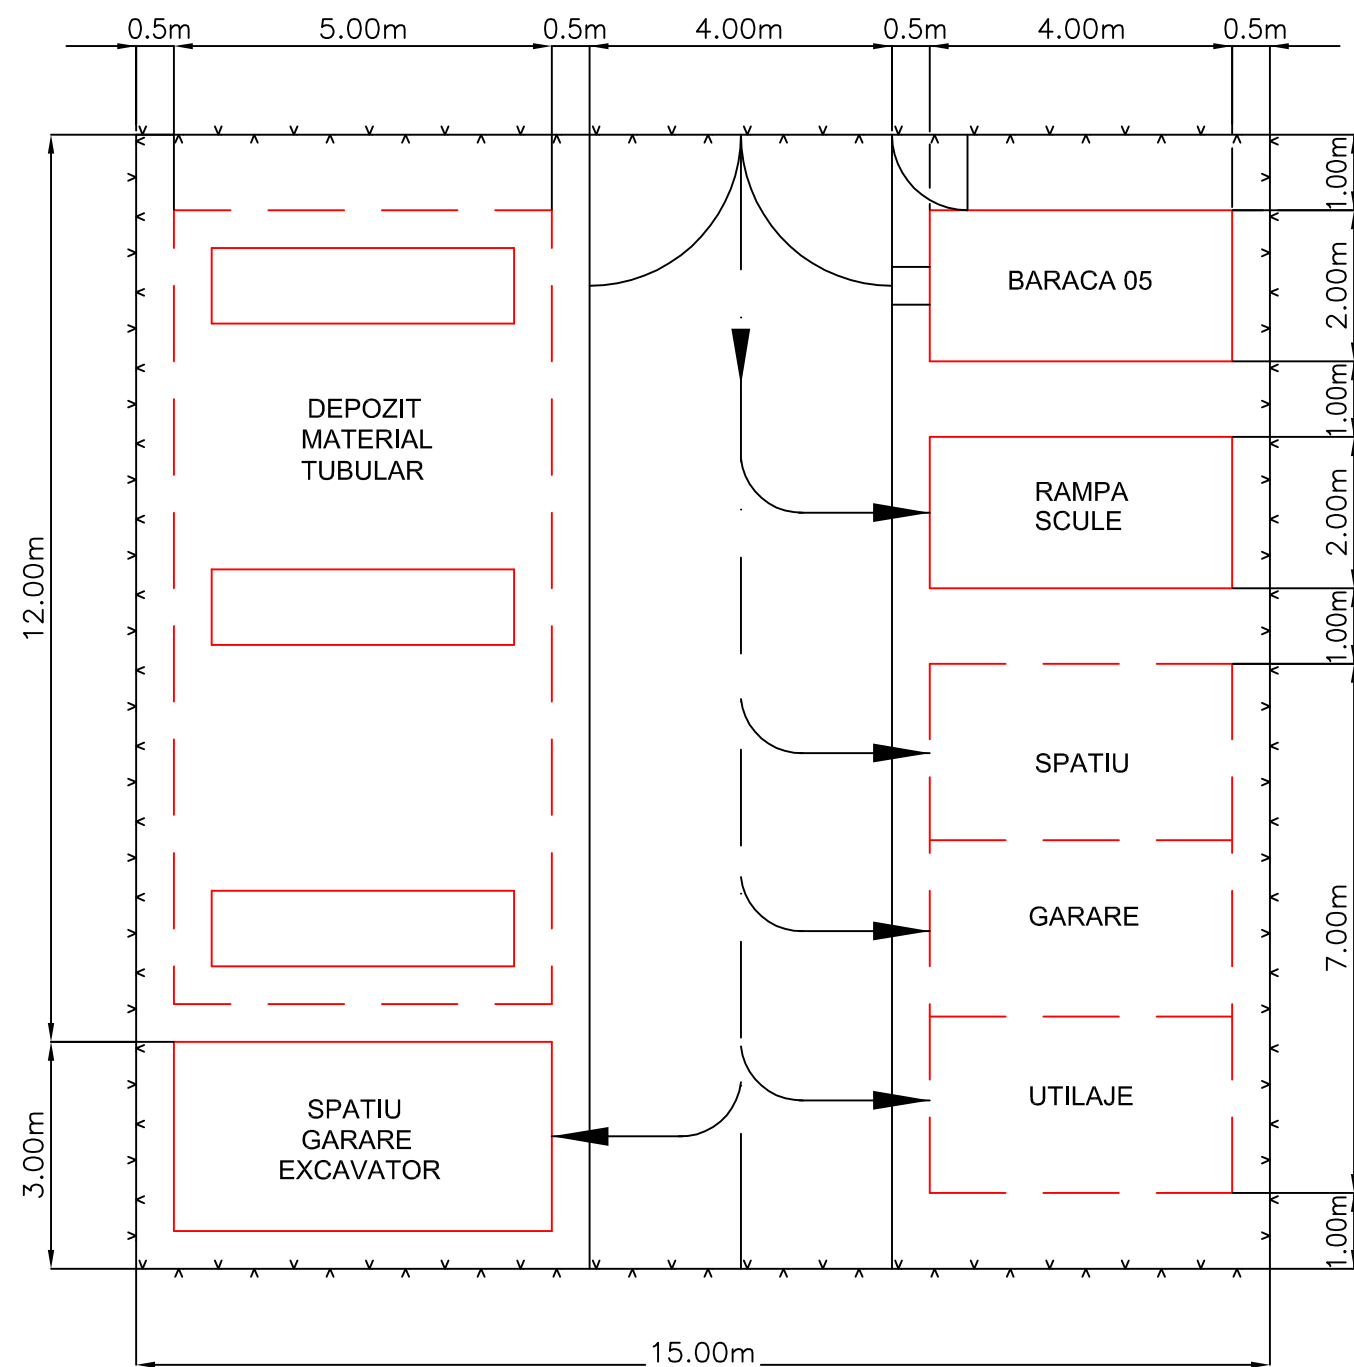 0.5m 5.00m 0.5m 4.00m 0.5m 4.00m 0.5m
1.00m
BARACA 05
2.00m
1.00m
DEPOZIT
MATERIAL
TUBULAR
RAMPA
SCULE
2.00m
12.00m
1.00m
SPATIU
GARARE
UTILAJE
7.00m
SPATIU
GARARE
EXCAVATOR
3.00m
1.00m
15.00m